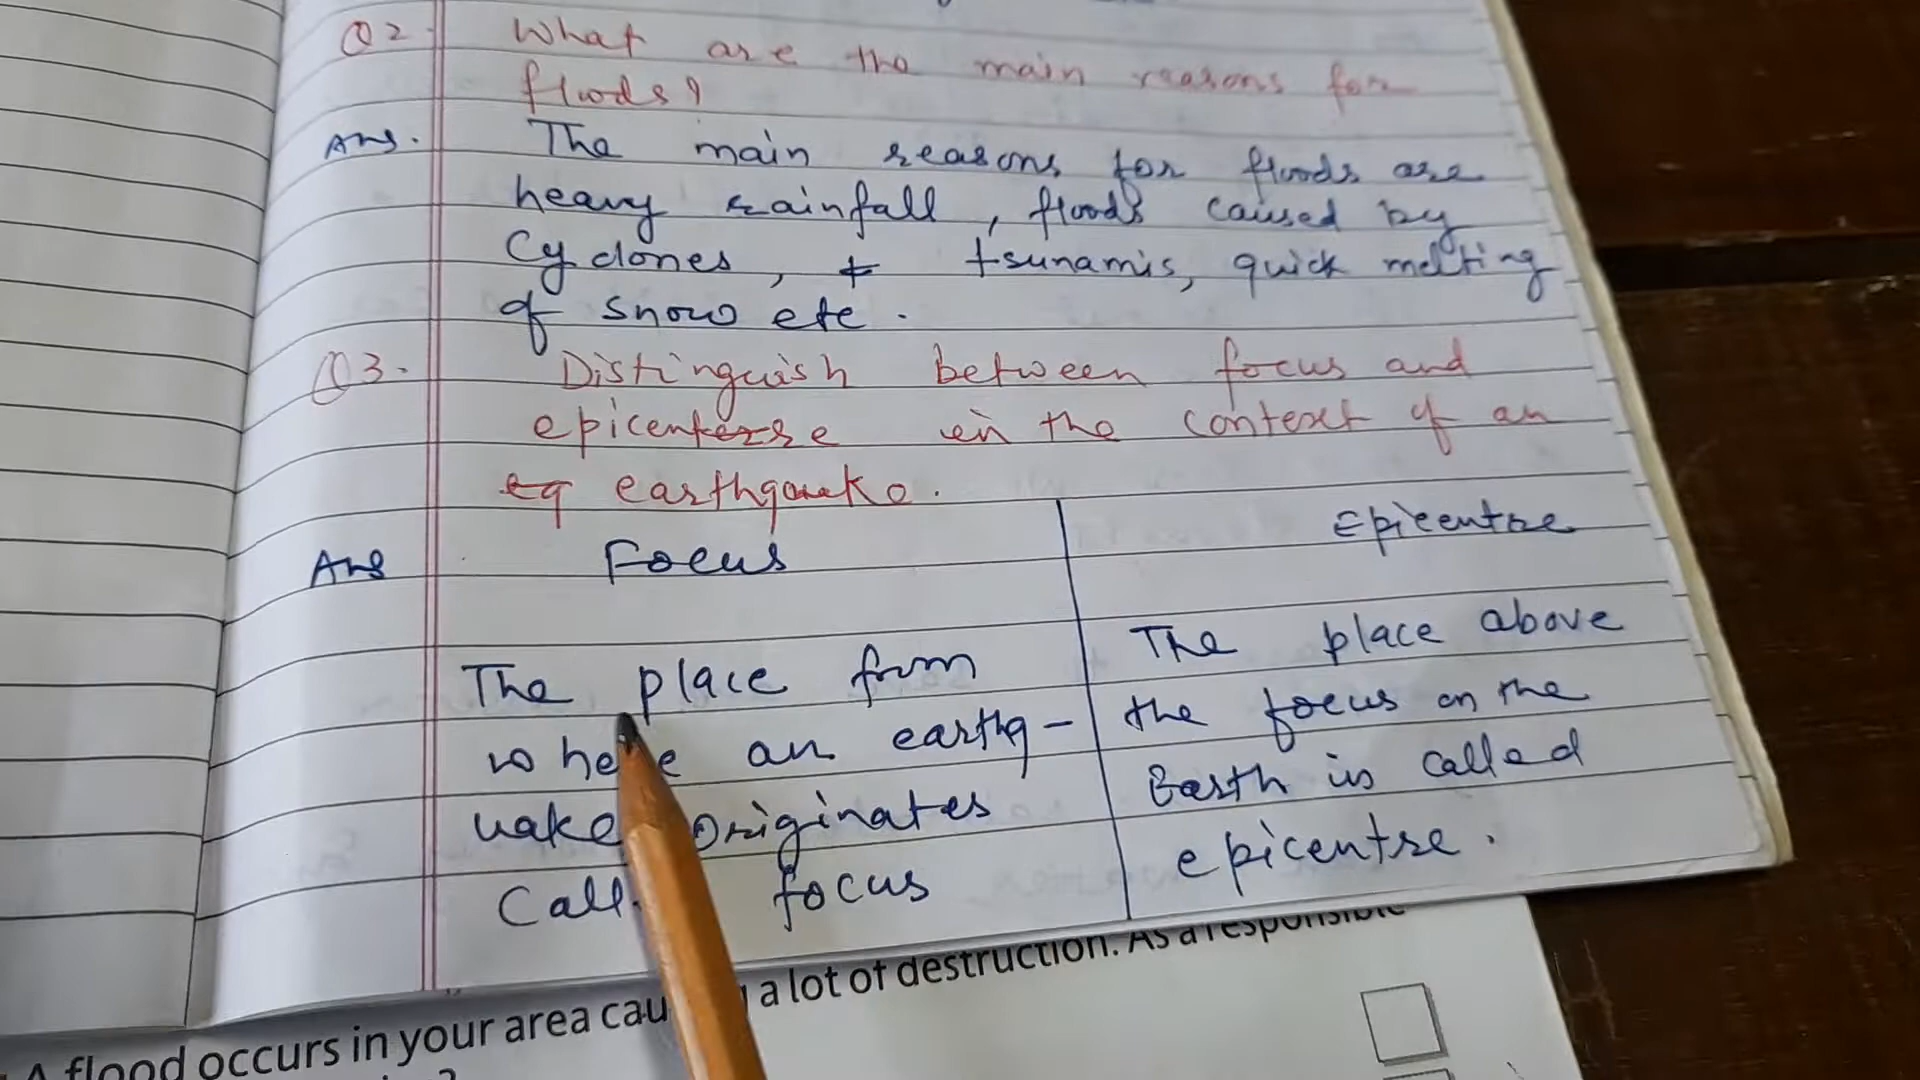 Q2. What are the main reasons for
floods?
Ans. The main reasons for floods are
heavy rainfall, floods caused by
Cyclones, t tsunamis, quick melting
of snow etc.
Q3. Distinguish between focus and
epicentre in the context of an
eq earthquake.
Ans Focus
The place from
where an earthq-
uake originates
Call focus
Epicentre
The place above
the focus on the
Earth is called
epicentre.
a lot of destruction. As a responsible
A flood occurs in your area